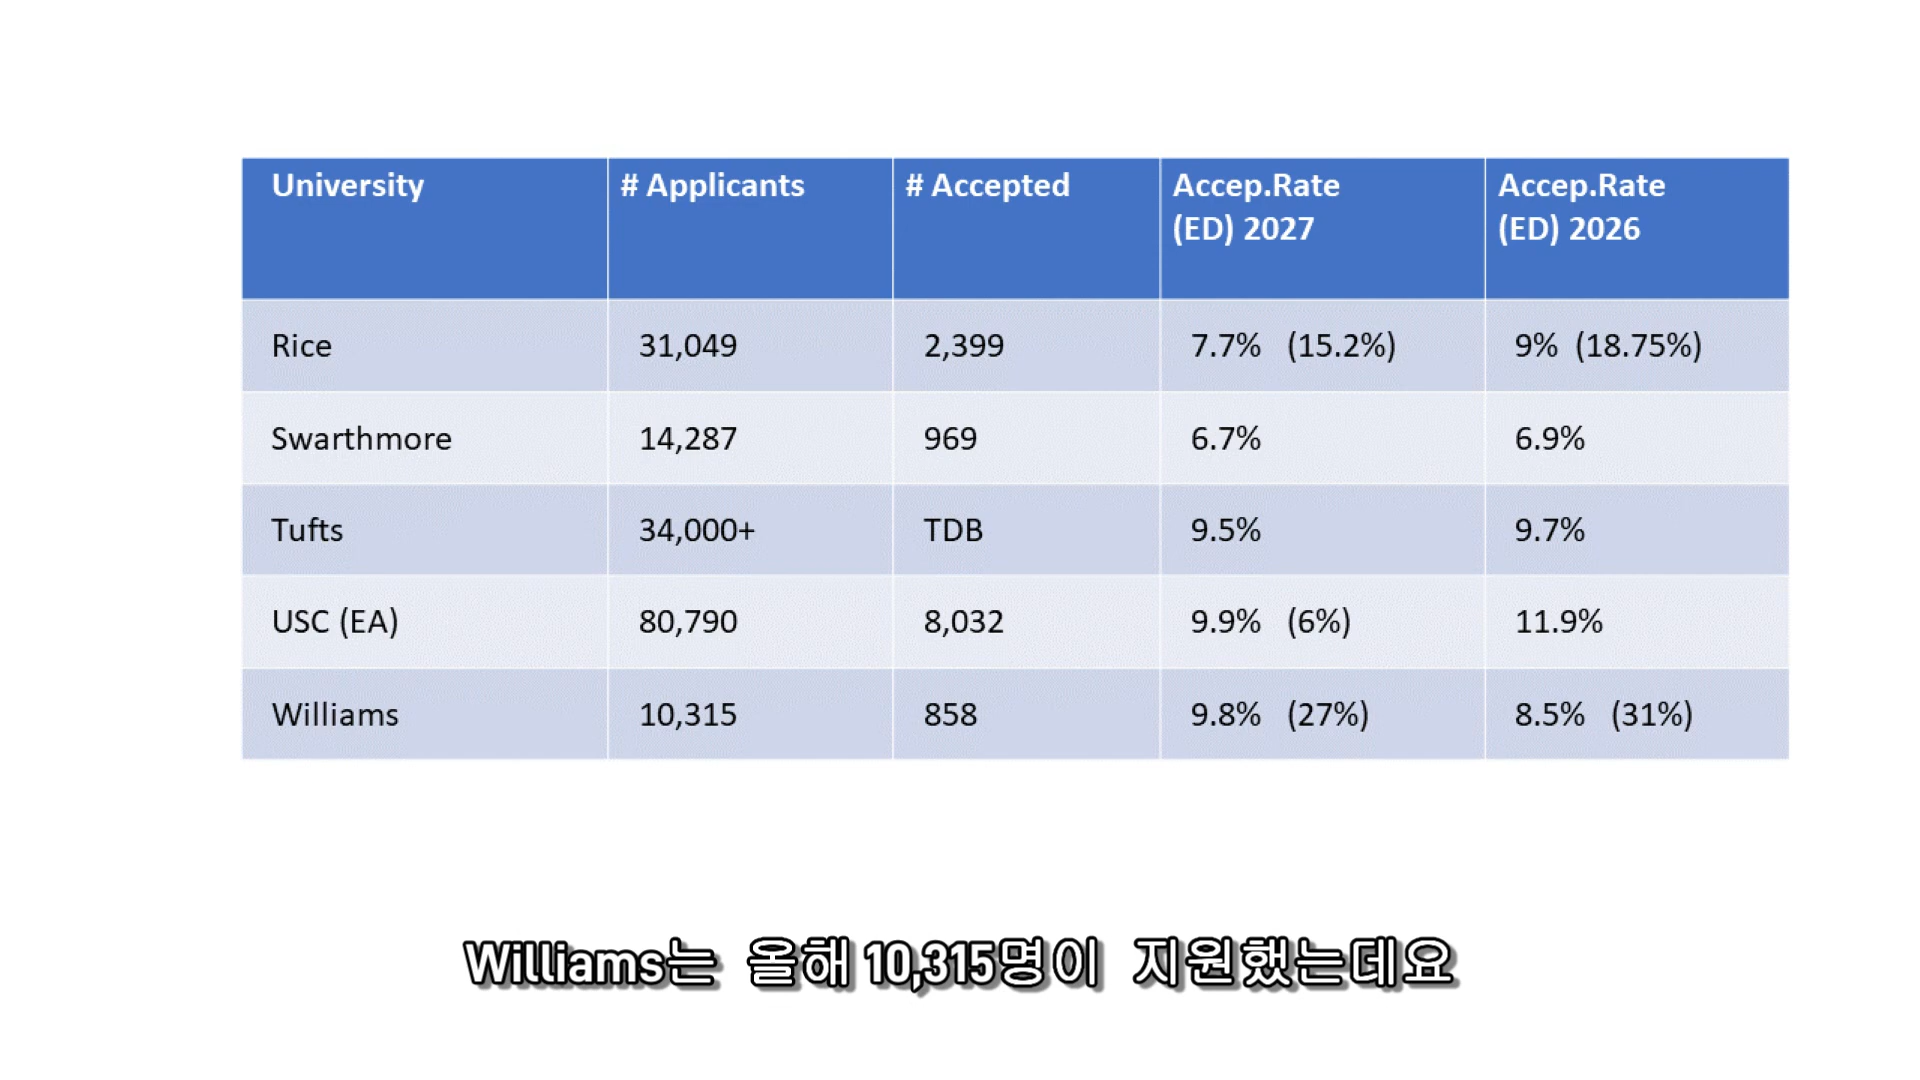 University # Applicants # Accepted Accep.Rate (ED) 2027 Accep.Rate (ED) 2026
Rice 31,049 2,399 7.7% (15.2%) 9% (18.75%)
Swarthmore 14,287 969 6.7% 6.9%
Tufts 34,000+ TDB 9.5% 9.7%
USC (EA) 80,790 8,032 9.9% (6%) 11.9%
Williams 10,315 858 9.8% (27%) 8.5% (31%)
Williams는 올해 10,315명이 지원했는데요